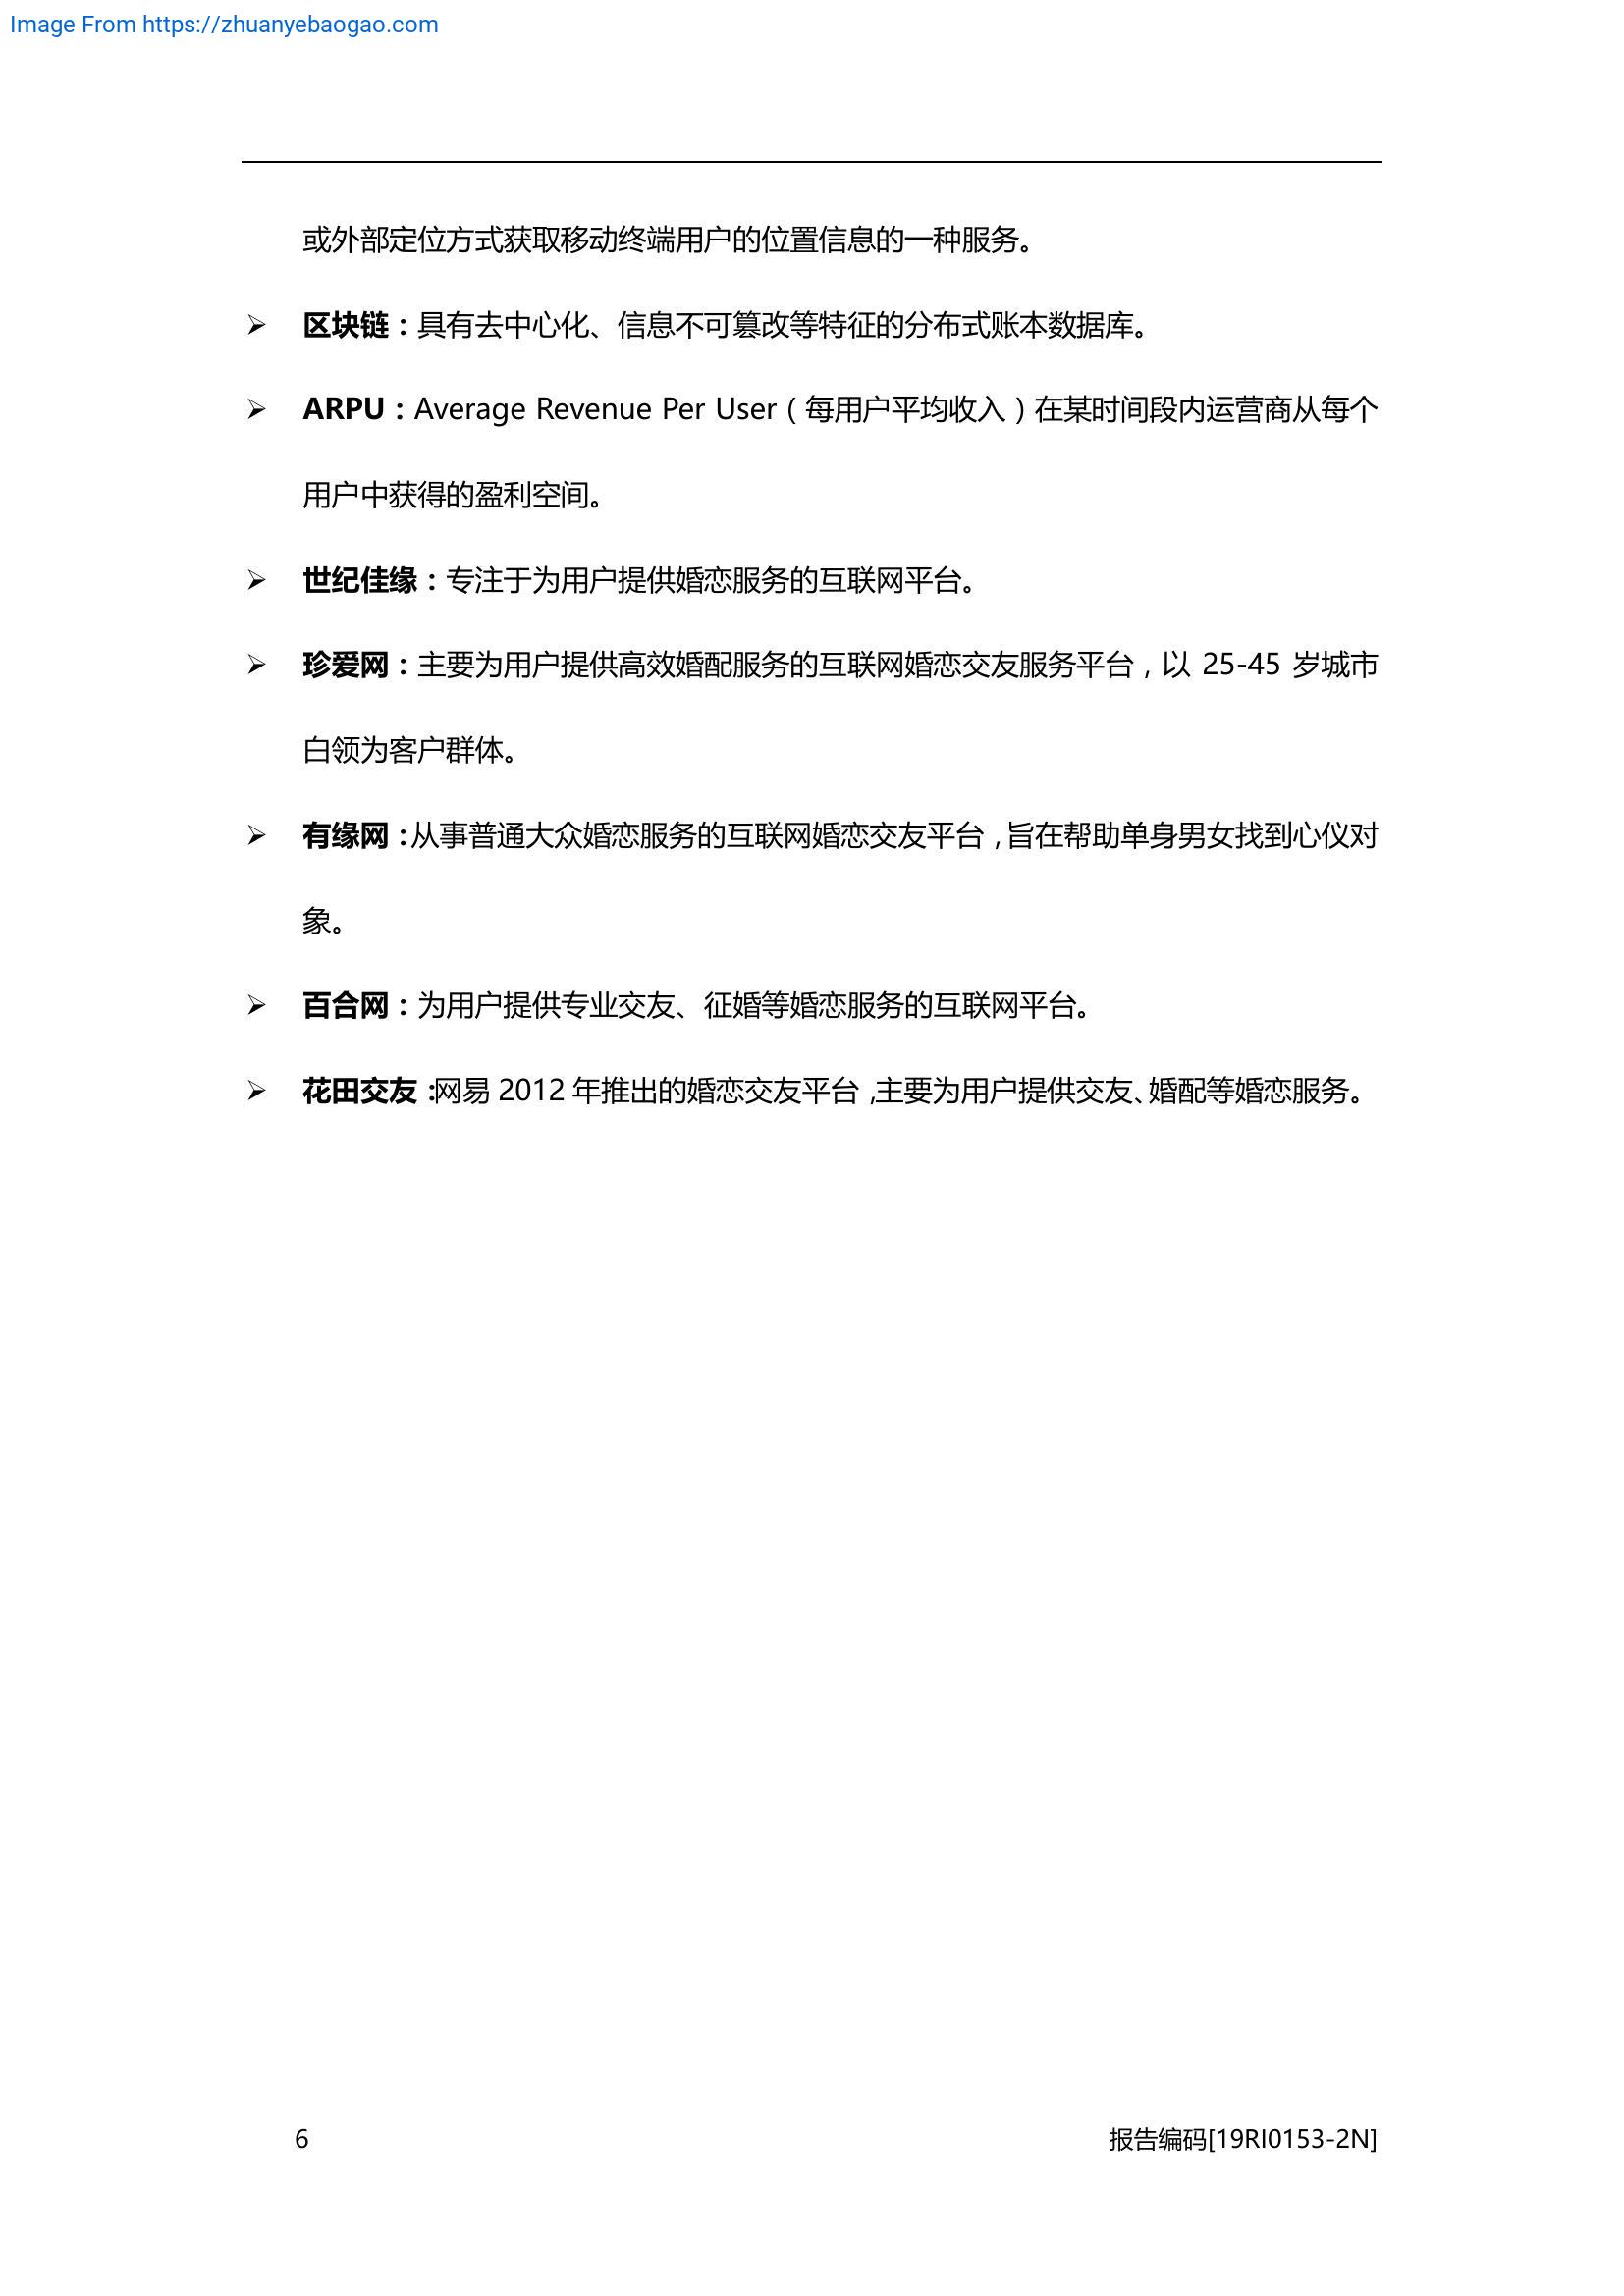 Image From https://zhuanyebaogao.com
或外部定位方式获取移动终端用户的位置信息的一种服务。
➢ 区块链：具有去中心化、信息不可篡改等特征的分布式账本数据库。
➢ ARPU：Average Revenue Per User（每用户平均收入）在某时间段内运营商从每个
用户中获得的盈利空间。
➢ 世纪佳缘：专注于为用户提供婚恋服务的互联网平台。
➢ 珍爱网：主要为用户提供高效婚配服务的互联网婚恋交友服务平台，以 25-45 岁城市
白领为客户群体。
➢ 有缘网：从事普通大众婚恋服务的互联网婚恋交友平台，旨在帮助单身男女找到心仪对
象。
➢ 百合网：为用户提供专业交友、征婚等婚恋服务的互联网平台。
➢ 花田交友：网易 2012 年推出的婚恋交友平台，主要为用户提供交友、婚配等婚恋服务。
6 报告编码[19RI0153-2N]